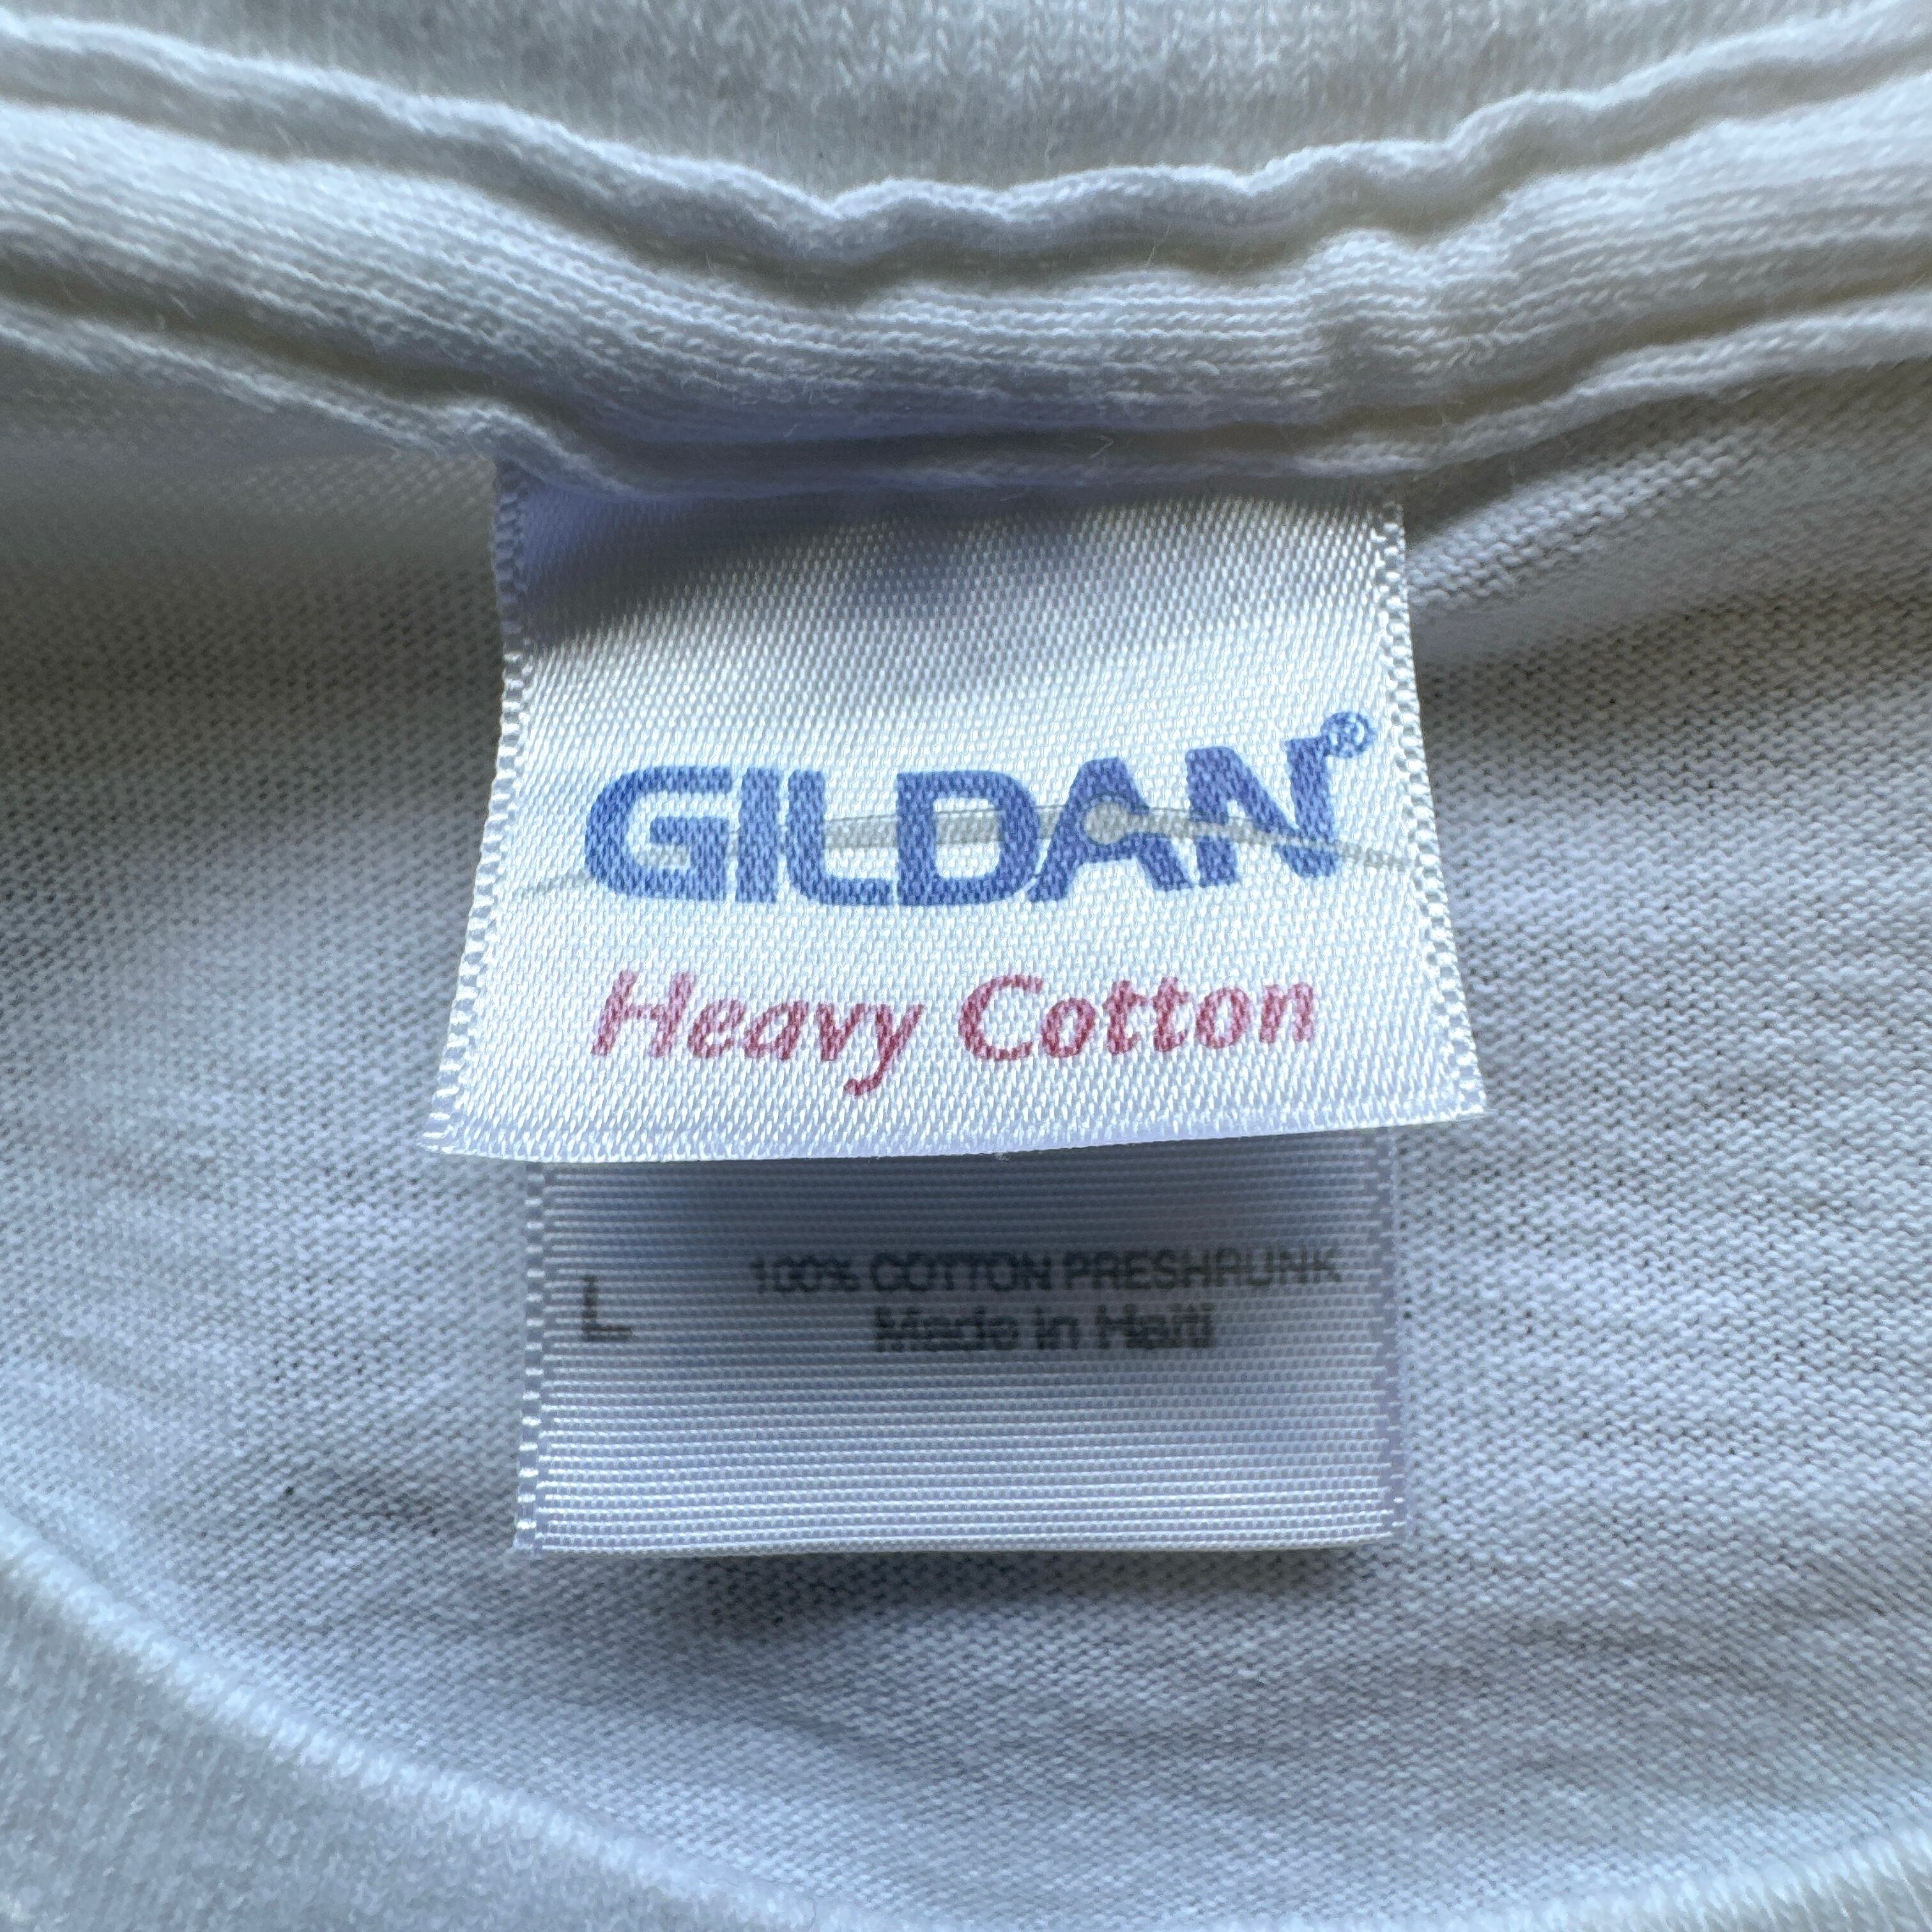 GILDAN®
Heavy Cotton
L
100% COTTON PRESHRUNK
Made in Haiti